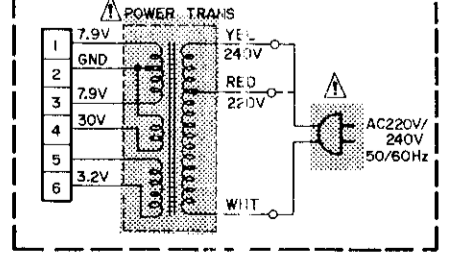 POWER TRANS
1 7.9V
2 GND
3 7.9V
4 30V
5
6 3.2V
YEL
240V
RED
220V
WHT
AC220V/
240V
50/60Hz